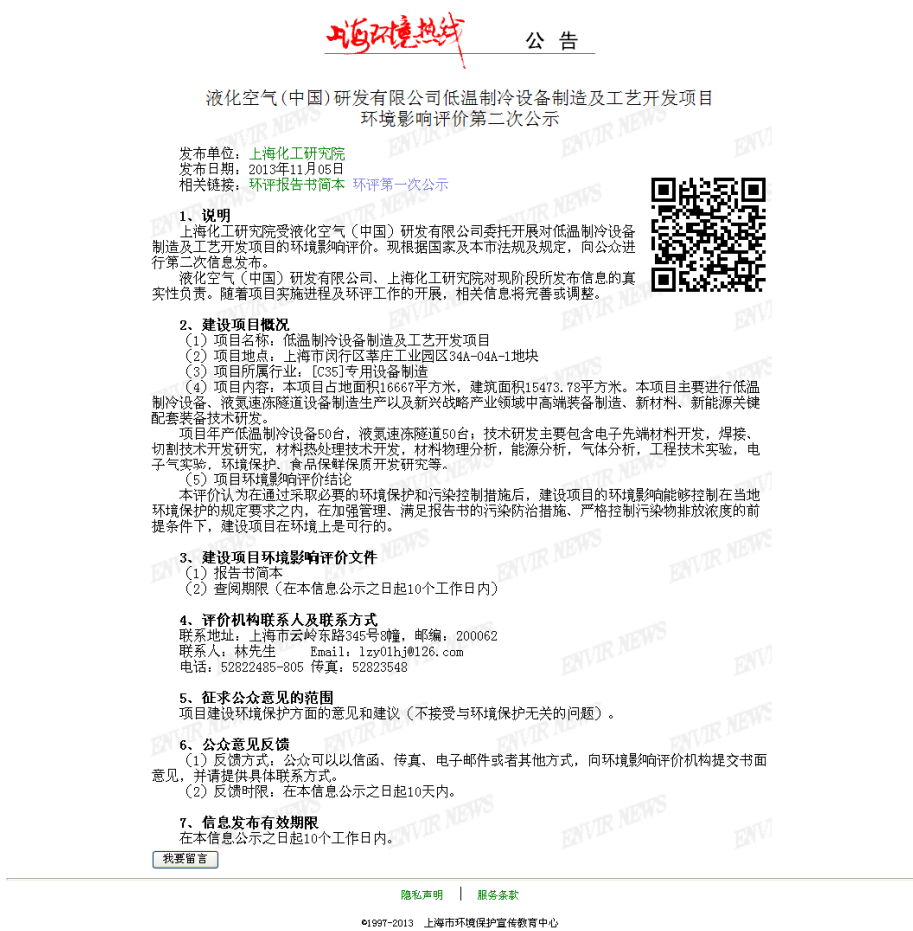 上海环境热线 公 告
液化空气(中国)研发有限公司低温制冷设备制造及工艺开发项目
环境影响评价第二次公示
发布单位：上海化工研究院
发布日期：2013年11月05日
相关链接：环评报告书简本 环评第一次公示
1、说明
上海化工研究院受液化空气（中国）研发有限公司委托开展对低温制冷设备
制造及工艺开发项目的环境影响评价。现根据国家及本市法规及规定，向公众进
行第二次信息发布。
液化空气（中国）研发有限公司、上海化工研究院对现阶段所发布信息的真
实性负责。随着项目实施进程及环评工作的开展，相关信息将完善或调整。
2、建设项目概况
（1）项目名称：低温制冷设备制造及工艺开发项目
（2）项目地点：上海市闵行区莘庄工业园区34A-04A-1地块
（3）项目所属行业：[C35]专用设备制造
（4）项目内容：本项目占地面积16667平方米，建筑面积15473.78平方米。本项目主要进行低温
制冷设备、液氮速冻隧道设备制造生产以及新兴战略产业领域中高端装备制造、新材料、新能源关键
配套装备技术研发。
项目年产低温制冷设备50台，液氮速冻隧道50台；技术研发主要包含电子先端材料开发，焊接、
切割技术开发研究，材料热处理技术开发，材料物理分析，能源分析，气体分析，工程技术实验，电
子气实验，环境保护、食品保鲜保质开发研究等。
（5）项目环境影响评价结论
本评价认为在通过采取必要的环境保护和污染控制措施后，建设项目的环境影响能够控制在当地
环境保护的规定要求之内，在加强管理、满足报告书的污染防治措施、严格控制污染物排放浓度的前
提条件下，建设项目在环境上是可行的。
3、建设项目环境影响评价文件
（1）报告书简本
（2）查阅期限（在本信息公示之日起10个工作日内）
4、评价机构联系人及联系方式
联系地址：上海市云岭东路345号8幢，邮编：200062
联系人：林先生 Email：lzy01hj@126.com
电话：52822485-805 传真：52823548
5、征求公众意见的范围
项目建设环境保护方面的意见和建议（不接受与环境保护无关的问题）。
6、公众意见反馈
（1）反馈方式：公众可以以信函、传真、电子邮件或者其他方式，向环境影响评价机构提交书面
意见，并请提供具体联系方式。
（2）反馈时限：在本信息公示之日起10天内。
7、信息发布有效期限
在本信息公示之日起10个工作日内。
我要留言
隐私声明 | 服务条款
©1997-2013 上海市环境保护宣传教育中心